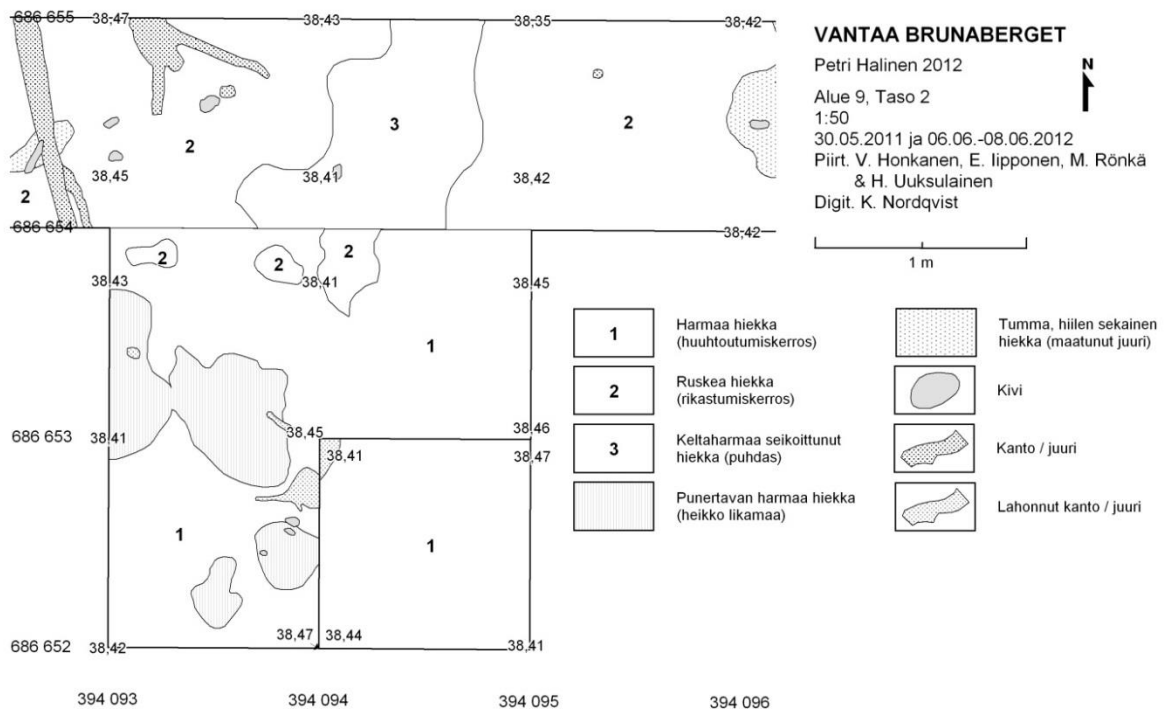 VANTAA BRUNABERGET
Petri Halinen 2012
N
Alue 9, Taso 2
1:50
30.05.2011 ja 06.06.-08.06.2012
Piirt. V. Honkanen, E. Iipponen, M. Rönkä
& H. Uuksulainen
Digit. K. Nordqvist
1 m
686 655 38,47 38,43 38,35 38,42
3
2 2
38,45 38,41 38,42
2
686 654 38,42
2 2 2
38,43 38,41 38,45
1
686 653 38,41 38,45 38,46
38,41 38,47
1 1
38,47 38,44
686 652 38,42 38,41
394 093 394 094 394 095 394 096
1 Harmaa hiekka
(huuhtoutumiskerros)
2 Ruskea hiekka
(rikastumiskerros)
3 Keltaharmaa seikoittunut
hiekka (puhdas)
Punertavan harmaa hiekka
(heikko likamaa)
Tumma, hiilen sekainen
hiekka (maatunut juuri)
Kivi
Kanto / juuri
Lahonnut kanto / juuri